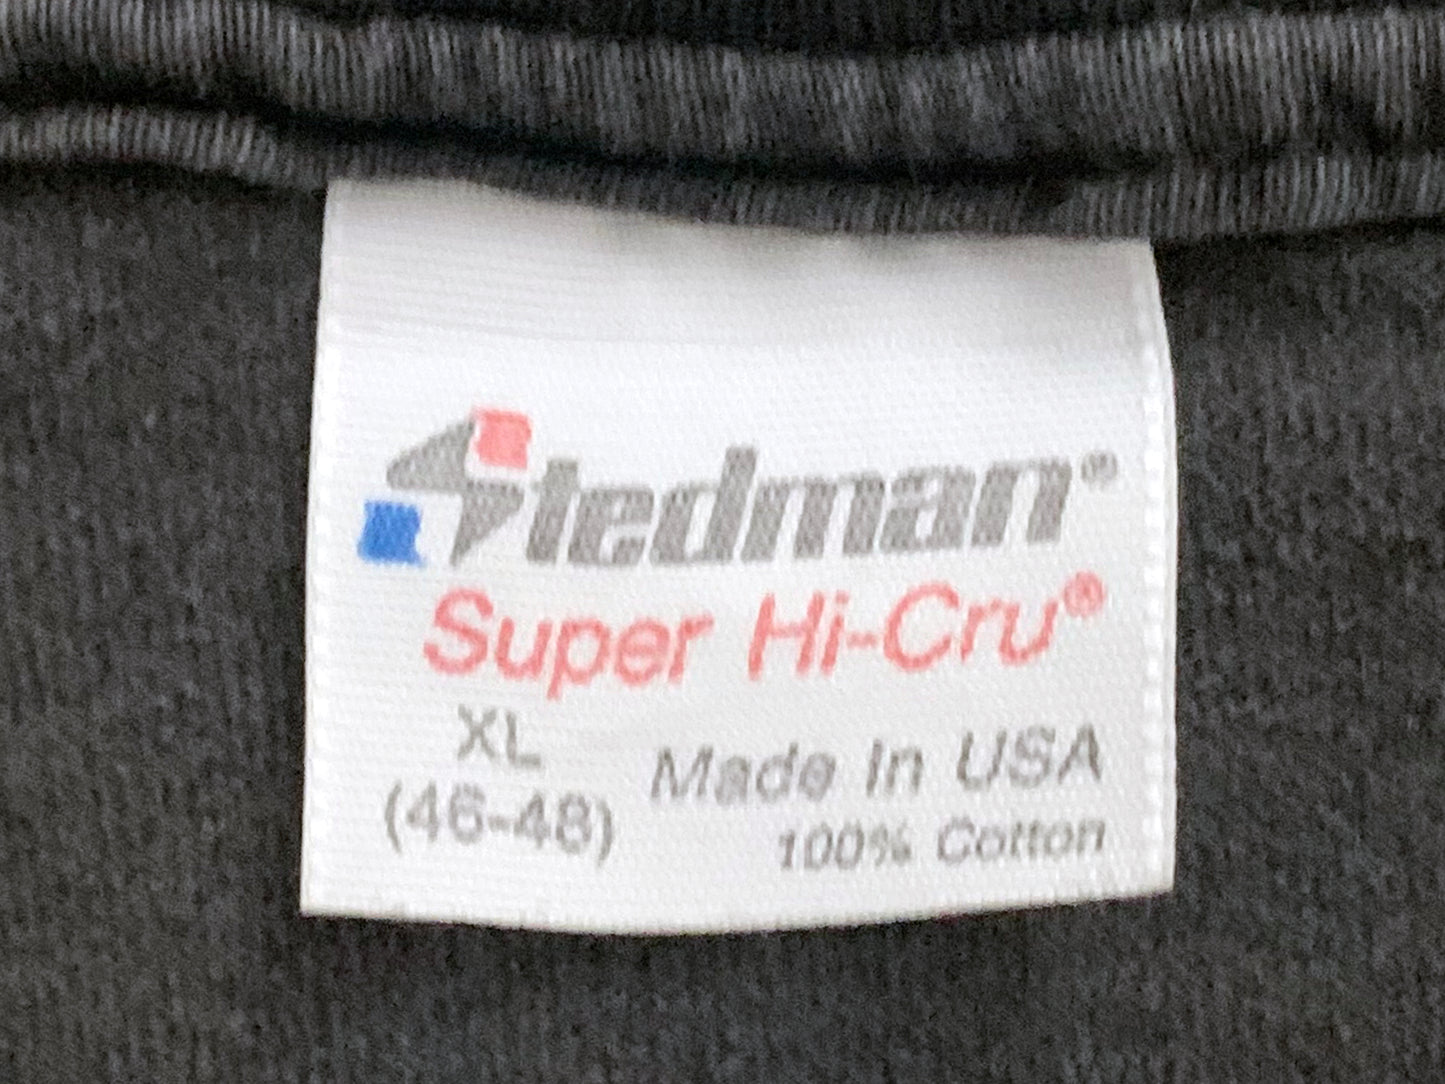 Stedman®
Super Hi-Cru®
XL
(46-48)
Made In USA
100% Cotton